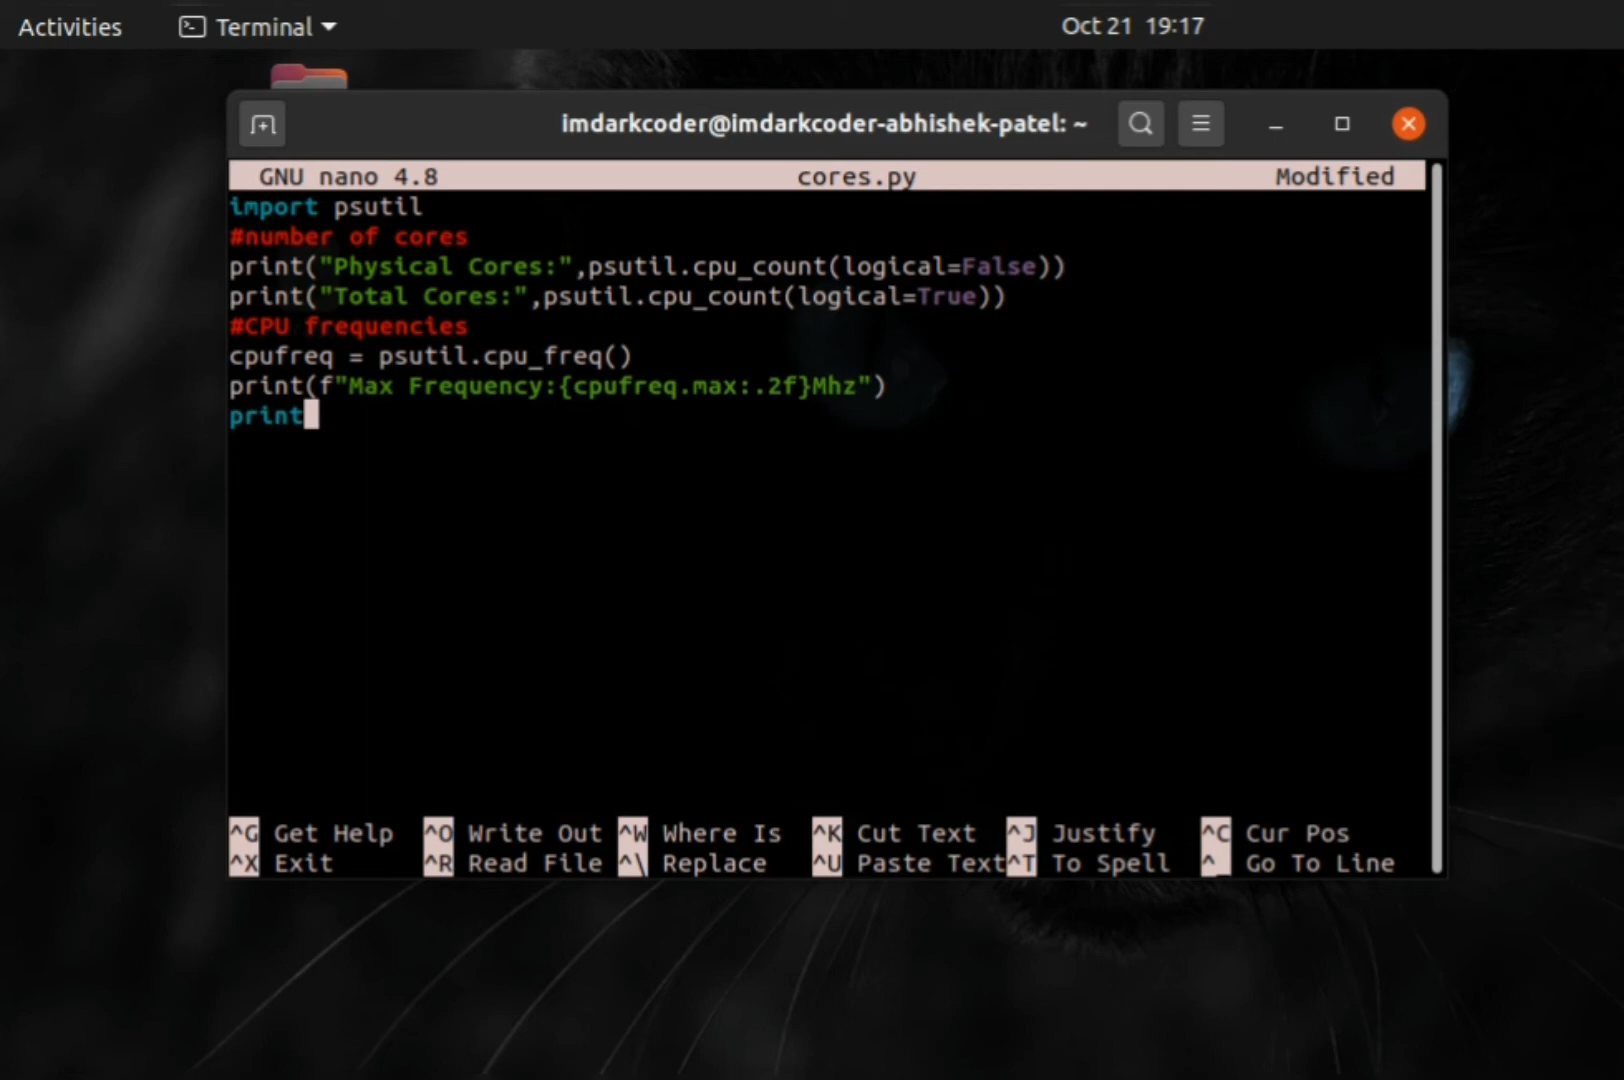 Activities Terminal Oct 21 19:17
imdarkcoder@imdarkcoder-abhishek-patel: ~
GNU nano 4.8 cores.py Modified
import psutil
#number of cores
print("Physical Cores:",psutil.cpu_count(logical=False))
print("Total Cores:",psutil.cpu_count(logical=True))
#CPU frequencies
cpufreq = psutil.cpu_freq()
print(f"Max Frequency:{cpufreq.max:.2f}Mhz")
print
^G Get Help ^O Write Out ^W Where Is ^K Cut Text ^J Justify ^C Cur Pos
^X Exit ^R Read File ^\ Replace ^U Paste Text ^T To Spell ^_ Go To Line